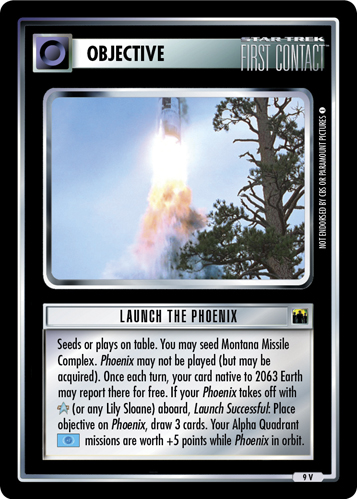 OBJECTIVE
STAR TREK
FIRST CONTACT
NOT ENDORSED BY CBS OR PARAMOUNT PICTURES
LAUNCH THE PHOENIX
Seeds or plays on table. You may seed Montana Missile
Complex. Phoenix may not be played (but may be
acquired). Once each turn, your card native to 2063 Earth
may report there for free. If your Phoenix takes off with
(or any Lily Sloane) aboard, Launch Successful: Place
objective on Phoenix, draw 3 cards. Your Alpha Quadrant
missions are worth +5 points while Phoenix in orbit.
9 V